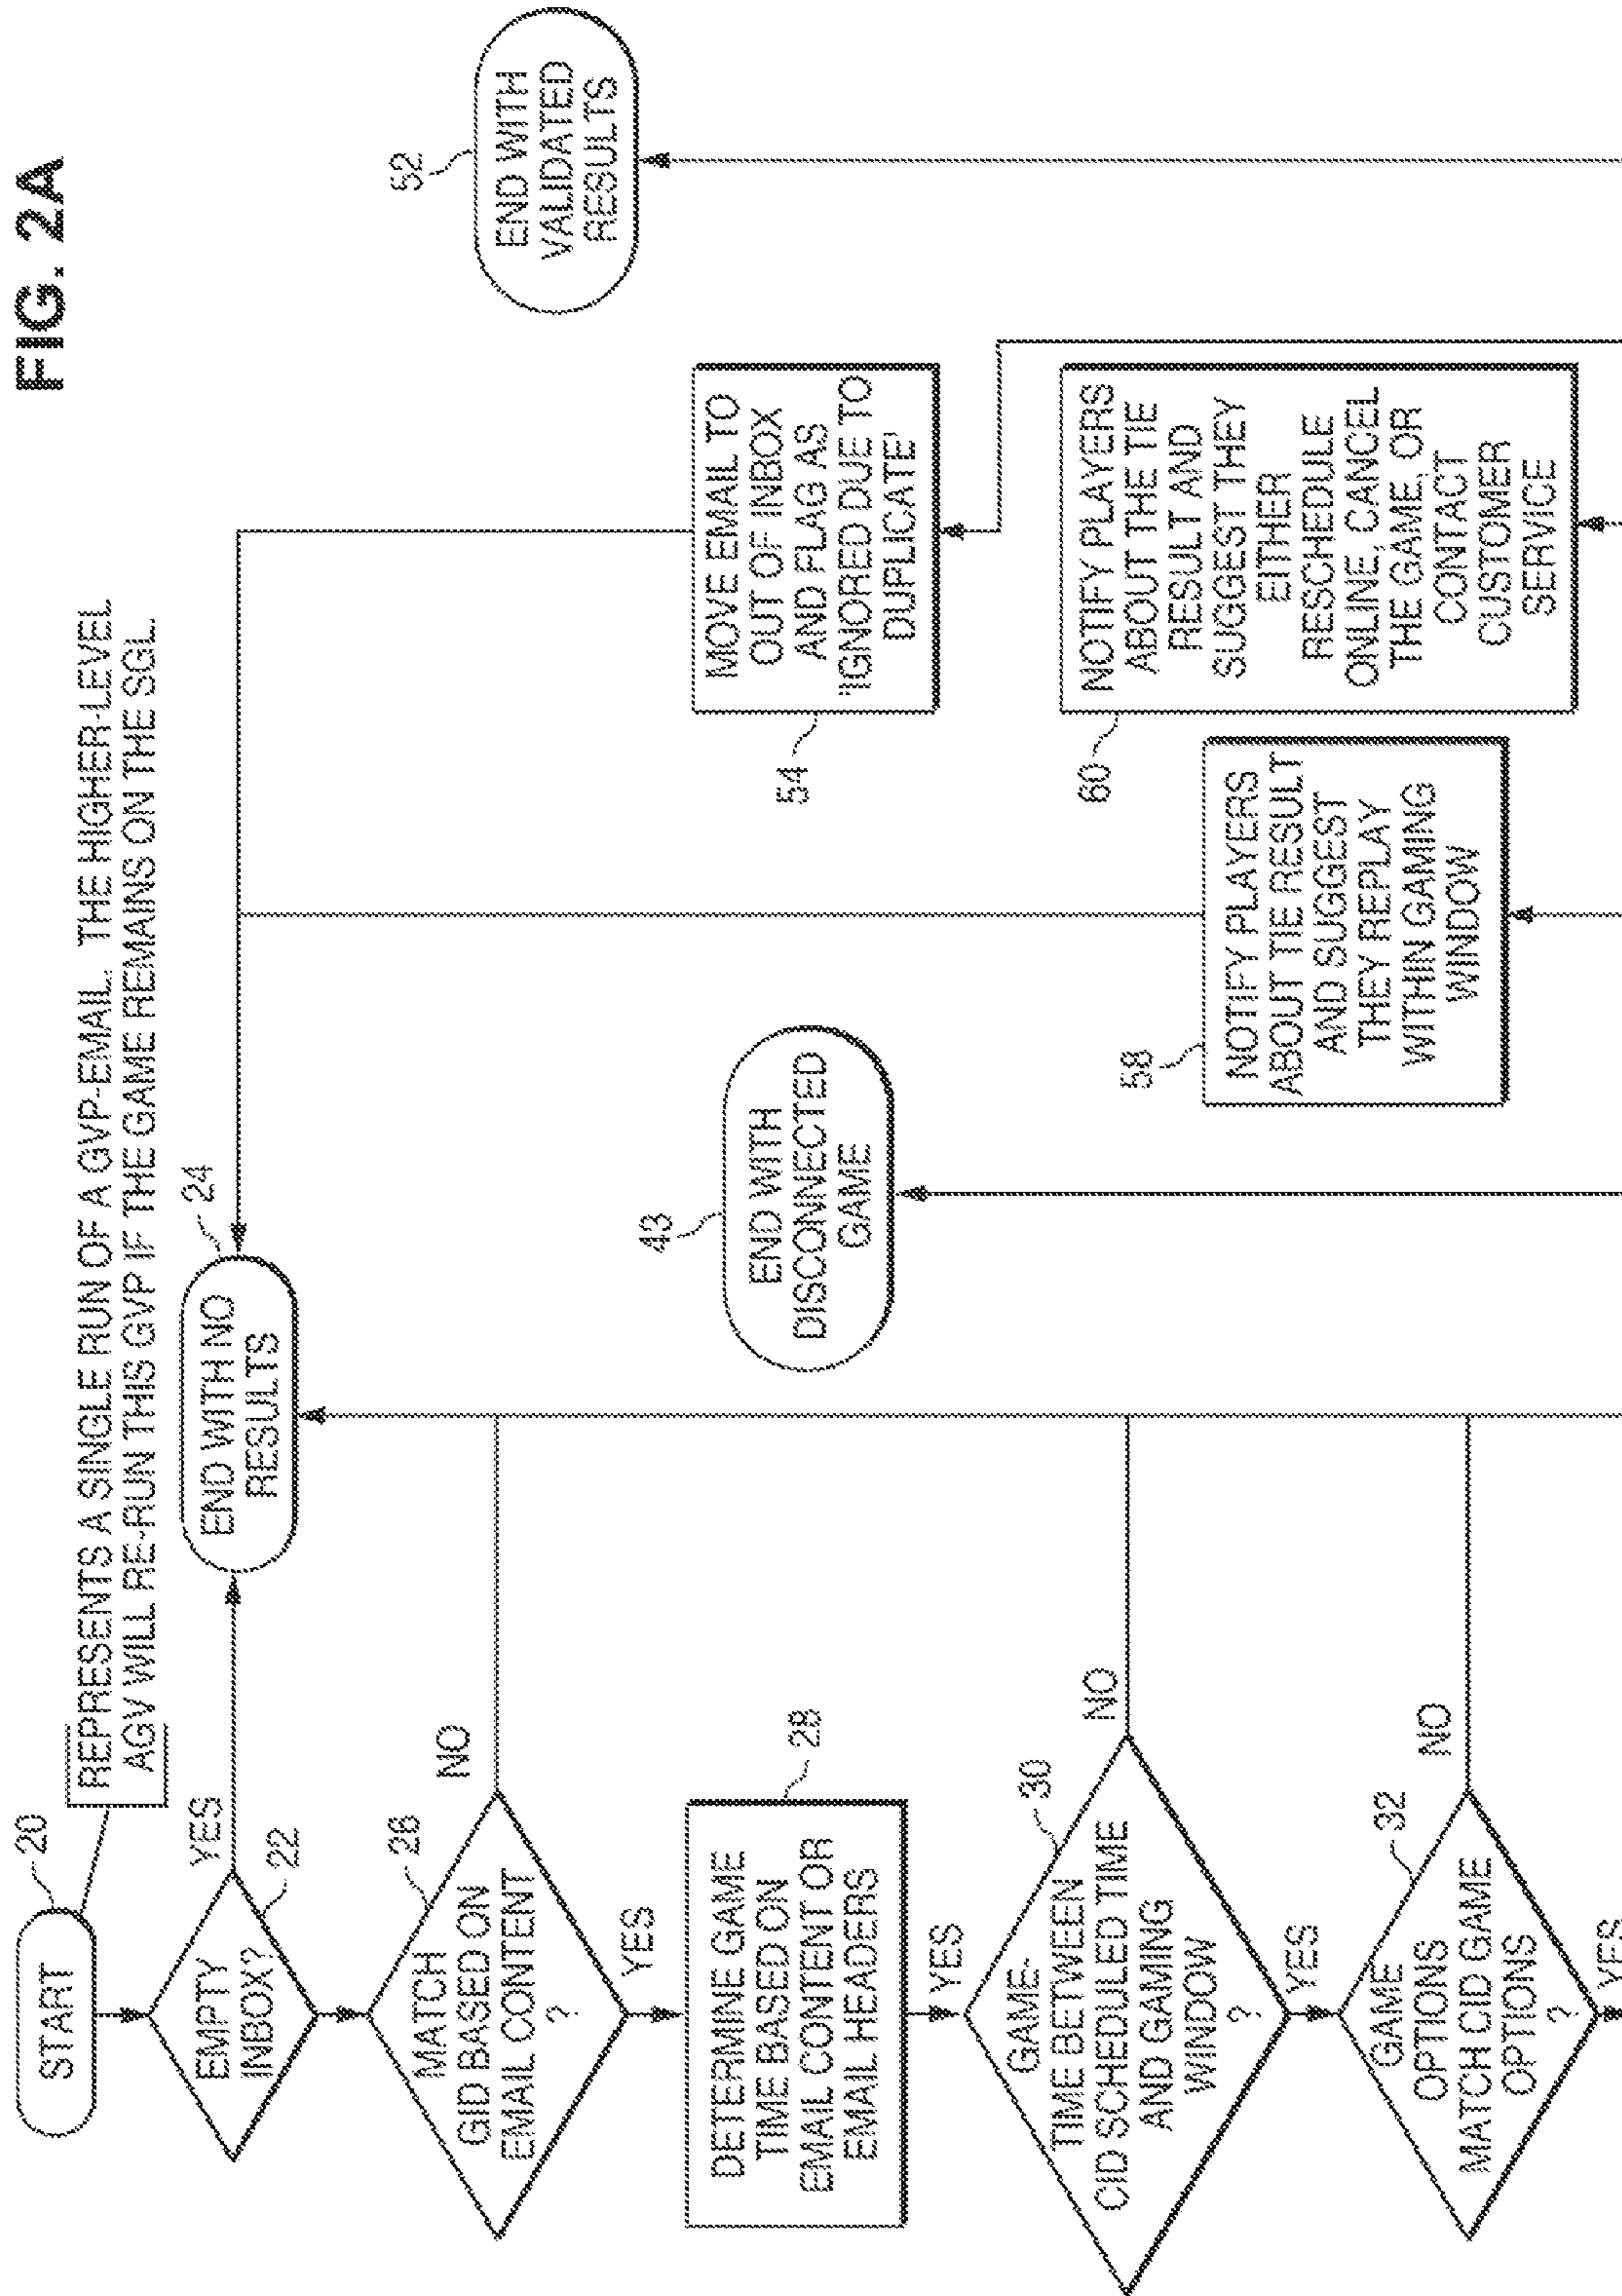 FIG. 2A
REPRESENTS A SINGLE RUN OF A GVP-EMAIL. THE HIGHER-LEVEL
AGV WILL RE-RUN THIS GVP IF THE GAME REMAINS ON THE SGL.
20
START
22
EMPTY
INBOX?
YES
24
END WITH NO
RESULTS
26
MATCH
GID BASED ON
EMAIL CONTENT
?
NO
YES
28
DETERMINE GAME
TIME BASED ON
EMAIL CONTENT OR
EMAIL HEADERS
YES
30
GAME-
TIME BETWEEN
CID SCHEDULED TIME
AND GAMING
WINDOW
?
NO
YES
32
GAME
OPTIONS
MATCH CID GAME
OPTIONS
?
NO
YES
43
END WITH
DISCONNECTED
GAME
52
END WITH
VALIDATED
RESULTS
54
MOVE EMAIL TO
OUT OF INBOX
AND FLAG AS
'IGNORED DUE TO
DUPLICATE'
58
NOTIFY PLAYERS
ABOUT TIE RESULT
AND SUGGEST
THEY REPLAY
WITHIN GAMING
WINDOW
60
NOTIFY PLAYERS
ABOUT THE TIE
RESULT AND
SUGGEST THEY
EITHER
RESCHEDULE
ONLINE, CANCEL
THE GAME, OR
CONTACT
CUSTOMER
SERVICE